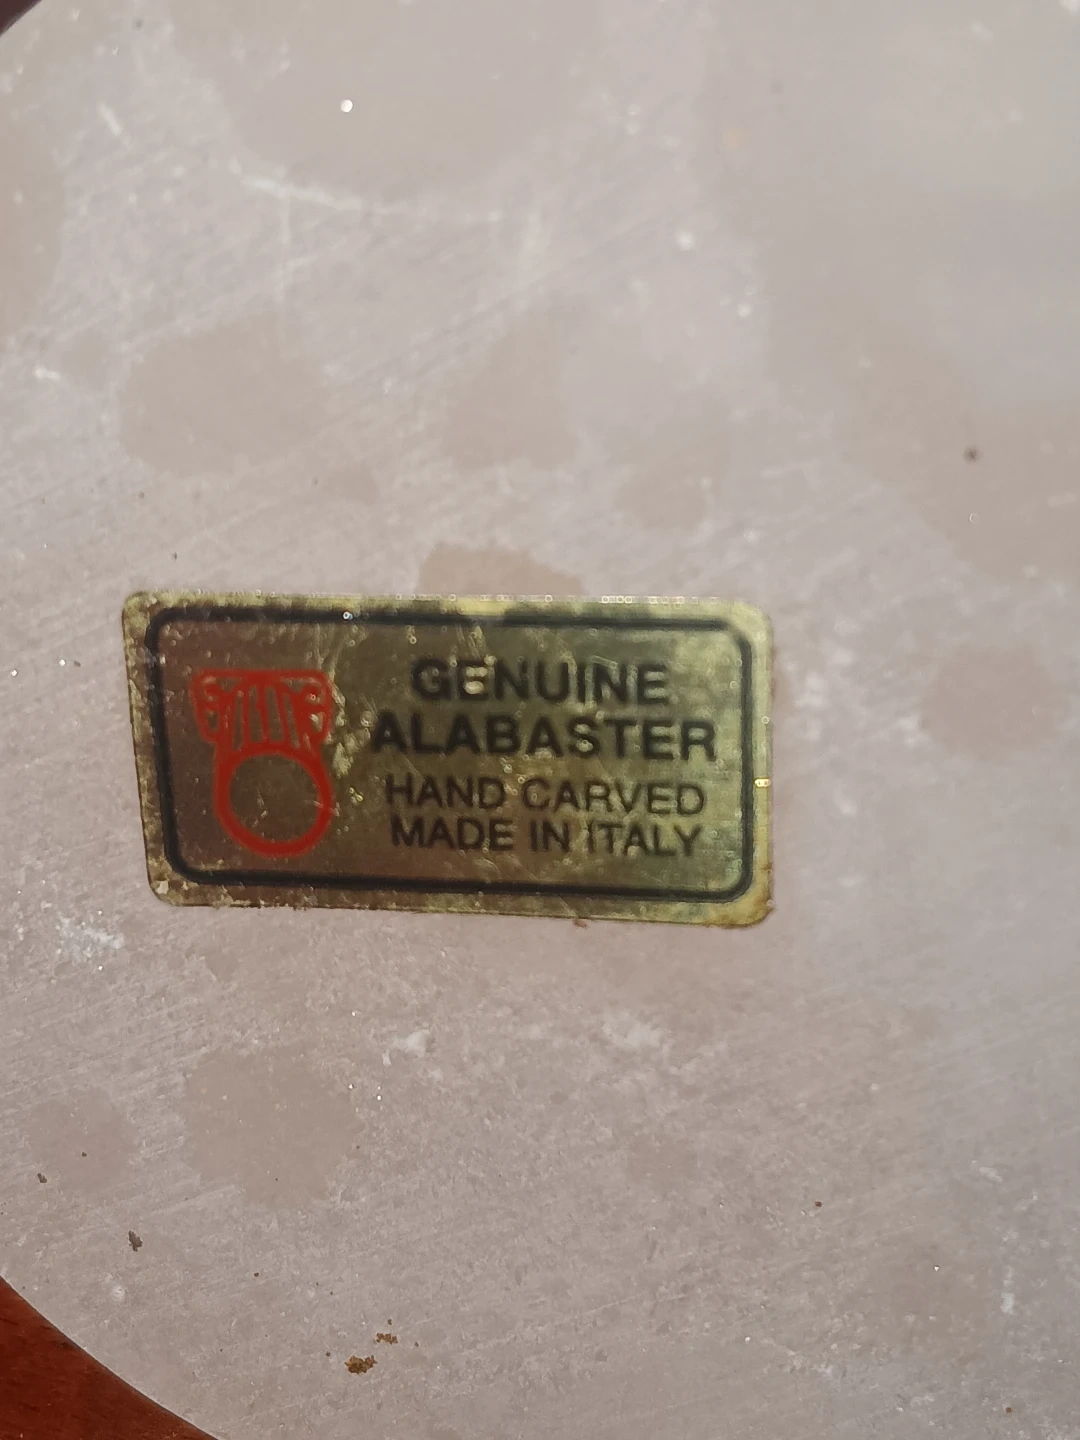 GENUINE
ALABASTER
HAND CARVED
MADE IN ITALY